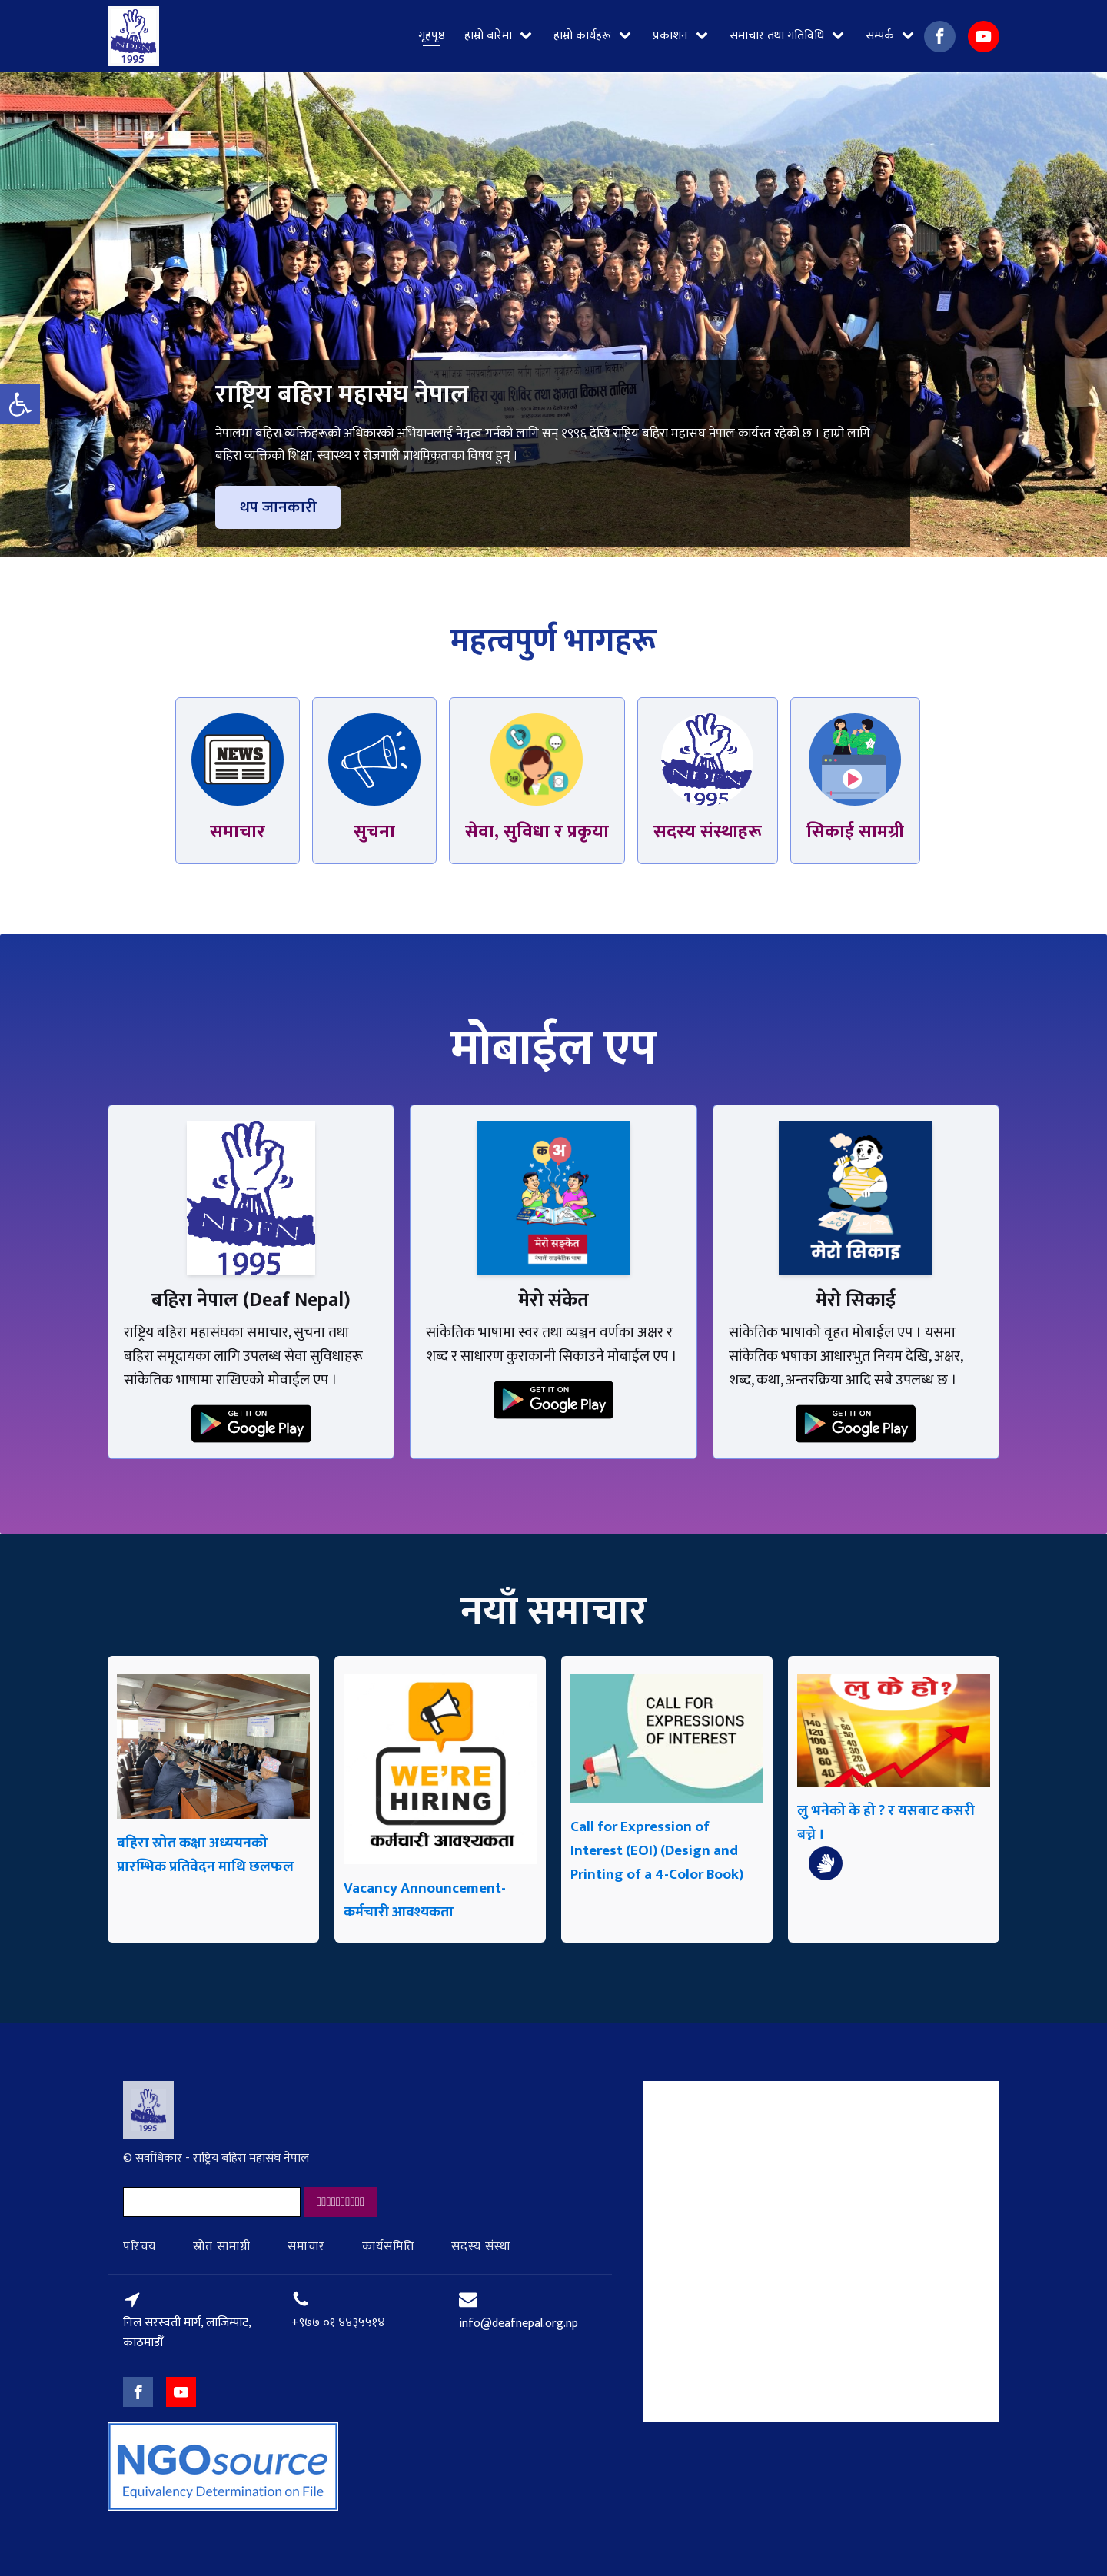 गृहपृष्ठ हाम्रो बारेमा हाम्रो कार्यहरू प्रकाशन समाचार तथा गतिविधि सम्पर्क
राष्ट्रिय बहिरा महासंघ नेपाल
नेपालमा बहिरा व्यक्तिहरूको अधिकारको अभियानलाई नेतृत्व गर्नको लागि सन् १९९६ देखि राष्ट्रिय बहिरा महासंघ नेपाल कार्यरत रहेको छ । हाम्रो लागि
बहिरा व्यक्तिको शिक्षा, स्वास्थ्य र रोजगारी प्राथमिकताका विषय हुन् ।
थप जानकारी
महत्वपुर्ण भागहरू
NEWS
समाचार
सुचना
सेवा, सुविधा र प्रकृया
1995
सदस्य संस्थाहरू
सिकाई सामग्री
मोबाईल एप
1995
बहिरा नेपाल (Deaf Nepal)
राष्ट्रिय बहिरा महासंघका समाचार, सुचना तथा
बहिरा समूदायका लागि उपलब्ध सेवा सुविधाहरू
सांकेतिक भाषामा राखिएको मोवाईल एप ।
GET IT ON
Google Play
क अ
मेरो सङ्केत
नेपाली साङ्केतिक भाषा
मेरो संकेत
सांकेतिक भाषामा स्वर तथा व्यञ्जन वर्णका अक्षर र
शब्द र साधारण कुराकानी सिकाउने मोबाईल एप ।
GET IT ON
Google Play
मेरो सिकाइ
मेरो सिकाई
सांकेतिक भाषाको वृहत मोबाईल एप । यसमा
सांकेतिक भषाका आधारभुत नियम देखि, अक्षर,
शब्द, कथा, अन्तरक्रिया आदि सबै उपलब्ध छ ।
GET IT ON
Google Play
नयाँ समाचार
बहिरा स्रोत कक्षा अध्ययनको
प्रारम्भिक प्रतिवेदन माथि छलफल
WE'RE
HIRING
कर्मचारी आवश्यकता
Vacancy Announcement-
कर्मचारी आवश्यकता
CALL FOR
EXPRESSIONS
OF INTEREST
Call for Expression of
Interest (EOI) (Design and
Printing of a 4-Color Book)
लु के हो?
लु भनेको के हो ? र यसबाट कसरी
बच्ने ।
1995
© सर्वाधिकार - राष्ट्रिय बहिरा महासंघ नेपाल
परिचय स्रोत सामाग्री समाचार कार्यसमिति सदस्य संस्था
निल सरस्वती मार्ग, लाजिम्पाट,
काठमाडौँ
+९७७ ०१ ४४३५५१४
info@deafnepal.org.np
NGOsource
Equivalency Determination on File